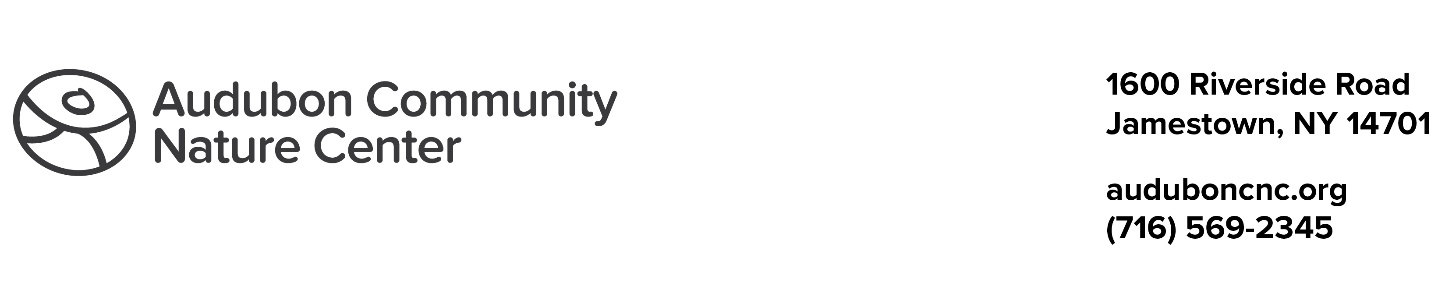 Audubon Community
Nature Center
1600 Riverside Road
Jamestown, NY 14701
auduboncnc.org
(716) 569-2345